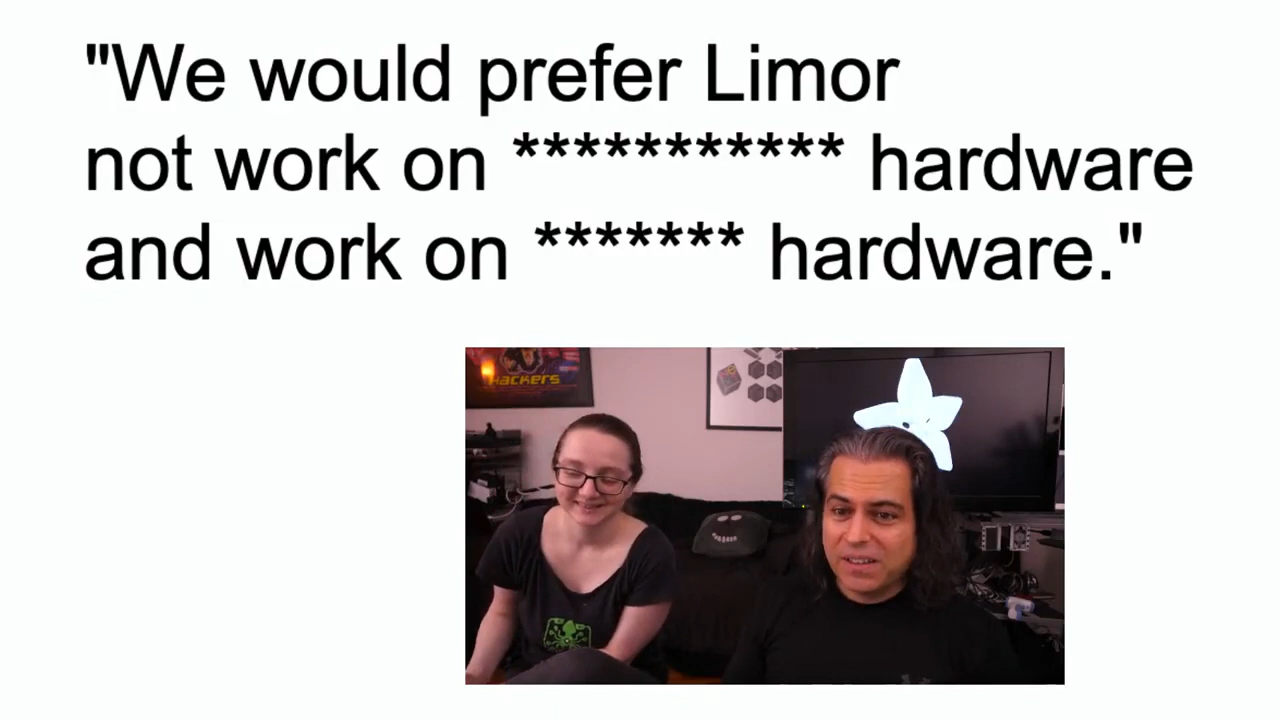 "We would prefer Limor
not work on *********** hardware
and work on ******* hardware."
HACKERS